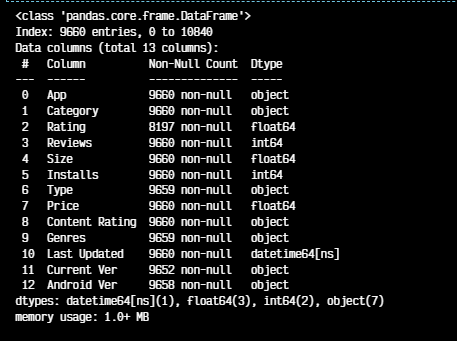 <class 'pandas.core.frame.DataFrame'>
Index: 9660 entries, 0 to 10840
Data columns (total 13 columns):
 #   Column          Non-Null Count  Dtype
---  ------          --------------  -----
 0   App             9660 non-null   object
 1   Category        9660 non-null   object
 2   Rating          8197 non-null   float64
 3   Reviews         9660 non-null   int64
 4   Size            9660 non-null   float64
 5   Installs        9660 non-null   int64
 6   Type            9659 non-null   object
 7   Price           9660 non-null   float64
 8   Content Rating  9660 non-null   object
 9   Genres          9659 non-null   object
 10  Last Updated    9660 non-null   datetime64[ns]
 11  Current Ver     9652 non-null   object
 12  Android Ver     9658 non-null   object
dtypes: datetime64[ns](1), float64(3), int64(2), object(7)
memory usage: 1.0+ MB